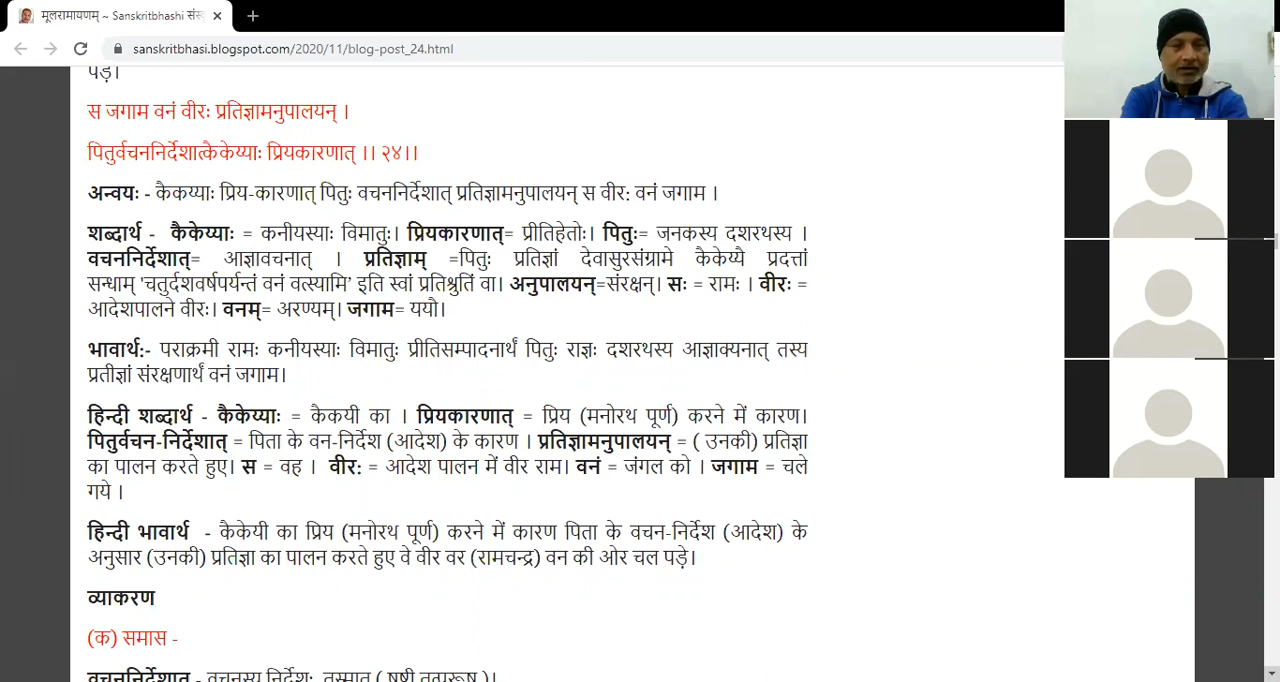 मूलरामायणम् ~ Sanskritbhashi संस्
sanskritbhasi.blogspot.com/2020/11/blog-post_24.html
पड़े।
स जगाम वनं वीरः प्रतिज्ञामनुपालयन् ।
पितुर्वचननिर्देशात्कैकेय्याः प्रियकारणात् ।। २४।।
अन्वयः - कैकय्याः प्रिय-कारणात् पितुः वचननिर्देशात् प्रतिज्ञामनुपालयन् स वीर: वनं जगाम ।
शब्दार्थ - कैकेय्याः = कनीयस्याः विमातुः। प्रियकारणात्= प्रीतिहेतोः। पितुः= जनकस्य दशरथस्य ।
वचननिर्देशात्= आज्ञावचनात् । प्रतिज्ञाम् =पितुः प्रतिज्ञां देवासुरसंग्रामे कैकेय्यै प्रदत्तां
सन्धाम् 'चतुर्दशवर्षपर्यन्तं वनं वत्स्यामि' इति स्वां प्रतिश्रुतिं वा। अनुपालयन्=संरक्षन्। सः = रामः । वीरः =
आदेशपालने वीरः। वनम्= अरण्यम्। जगाम= ययौ।
भावार्थ:- पराक्रमी रामः कनीयस्याः विमातुः प्रीतिसम्पादनार्थं पितुः राज्ञः दशरथस्य आज्ञाक्यनात् तस्य
प्रतीज्ञां संरक्षणार्थं वनं जगाम।
हिन्दी शब्दार्थ - कैकेय्याः = कैकयी का । प्रियकारणात् = प्रिय (मनोरथ पूर्ण) करने में कारण।
पितुर्वचन-निर्देशात् = पिता के वन-निर्देश (आदेश) के कारण । प्रतिज्ञामनुपालयन् = ( उनकी) प्रतिज्ञा
का पालन करते हुए। स = वह । वीर: = आदेश पालन में वीर राम। वनं = जंगल को । जगाम = चले
गये ।
हिन्दी भावार्थ - कैकेयी का प्रिय (मनोरथ पूर्ण) करने में कारण पिता के वचन-निर्देश (आदेश) के
अनुसार (उनकी) प्रतिज्ञा का पालन करते हुए वे वीर वर (रामचन्द्र) वन की ओर चल पड़े।
व्याकरण
(क) समास -
वचननिर्देशात् - वचनस्य निर्देशः, तस्मात् ( षष्ठी तत्पुरूष )।